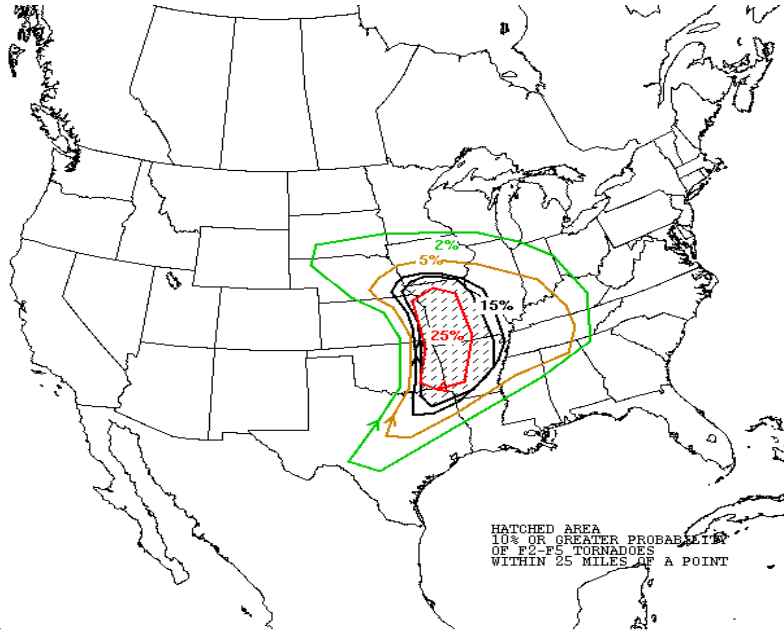 2%
5%
15%
25%
HATCHED AREA
10% OR GREATER PROBABILITY
OF F2-F5 TORNADOES
WITHIN 25 MILES OF A POINT